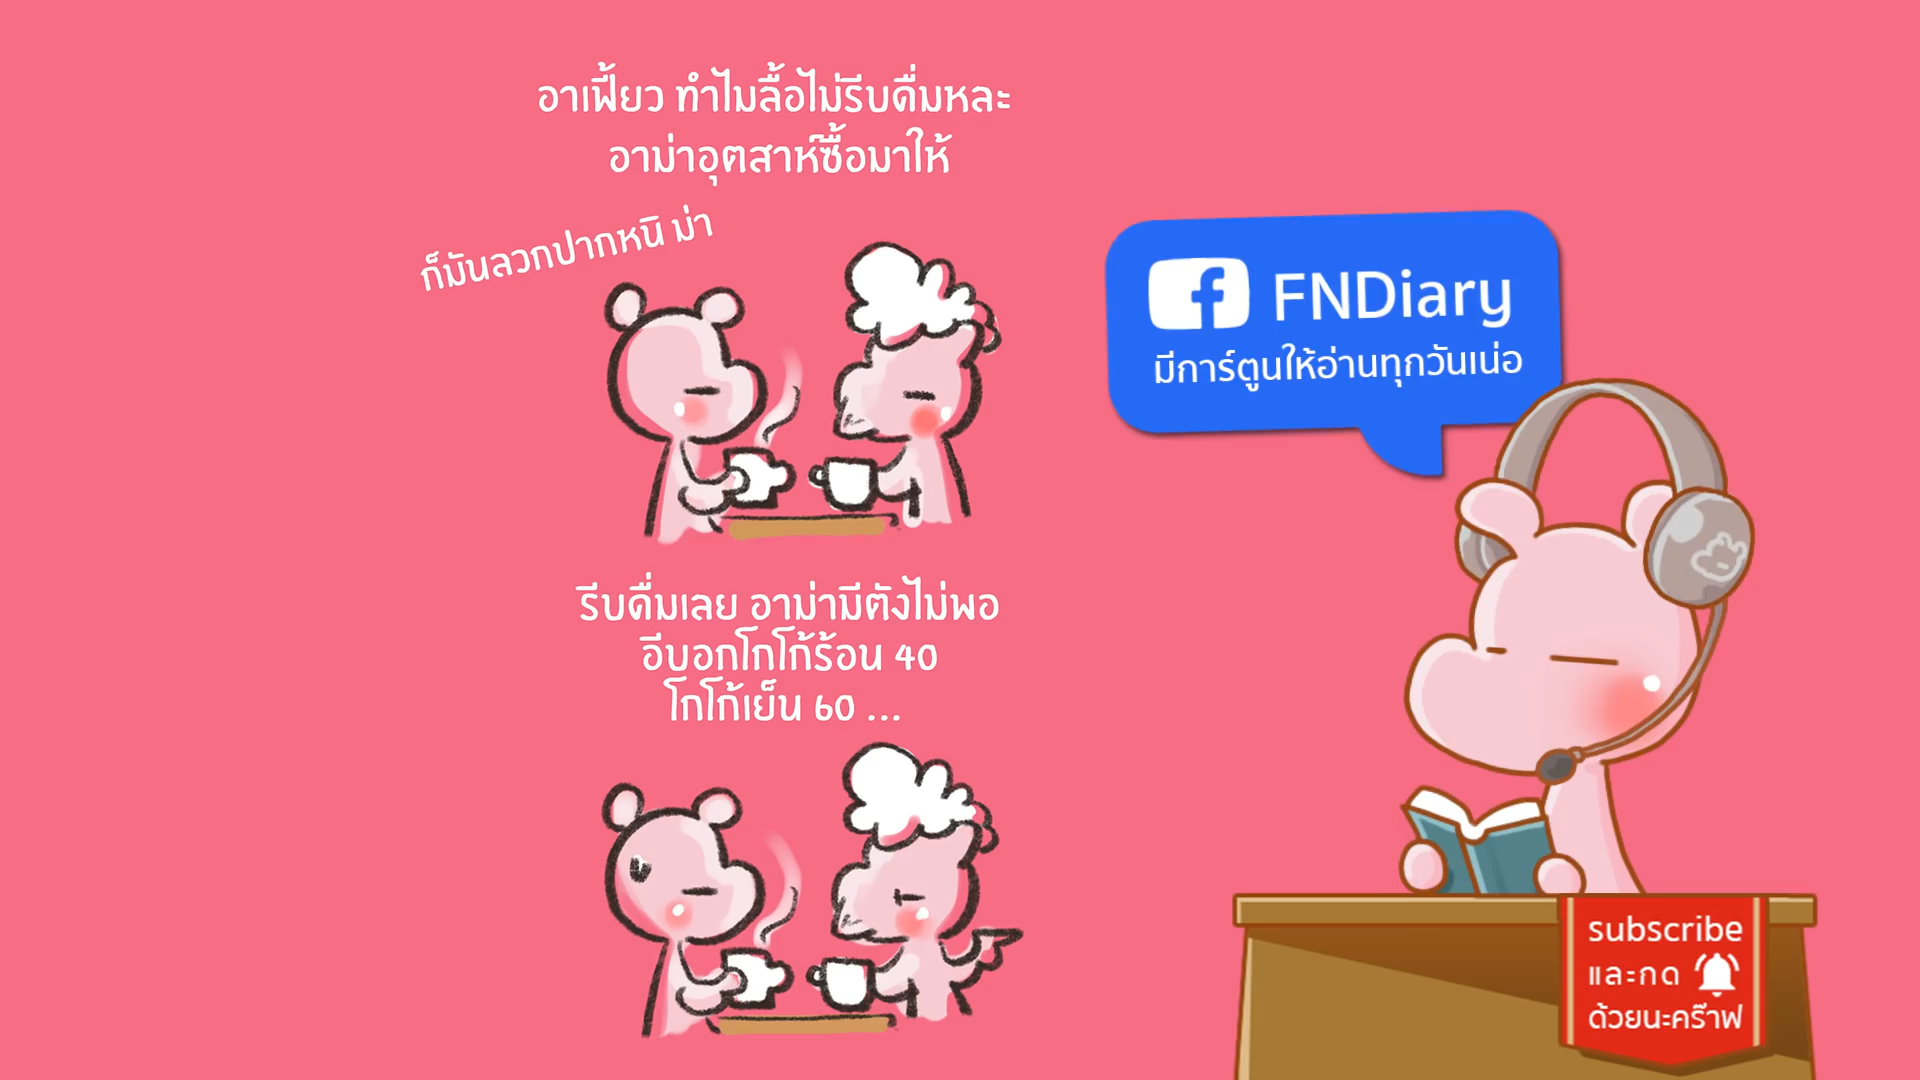 อาเฟี้ยว ทำไมลื้อไม่รีบดื่มหละ
อาม่าอุตสาห์ซื้อมาให้
ก็มันลวกปากหนิ ม่า
รีบดื่มเลย อาม่ามีตังไม่พอ
อีบอกโกโก้ร้อน 40
โกโก้เย็น 60 ...
FNDiary
มีการ์ตูนให้อ่านทุกวันเน่อ
subscribe
และกด
ด้วยนะคร๊าฟ